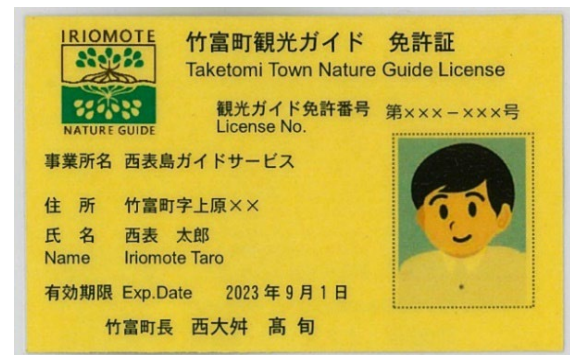 IRIOMOTE
NATURE GUIDE
竹富町観光ガイド 免許証
Taketomi Town Nature Guide License
観光ガイド免許番号 第×××－×××号
License No.
事業所名 西表島ガイドサービス
住 所 竹富町字上原××
氏 名 西表 太郎
Name Iriomote Taro
有効期限 Exp.Date 2023年9月1日
竹富町長 西大舛 髙旬